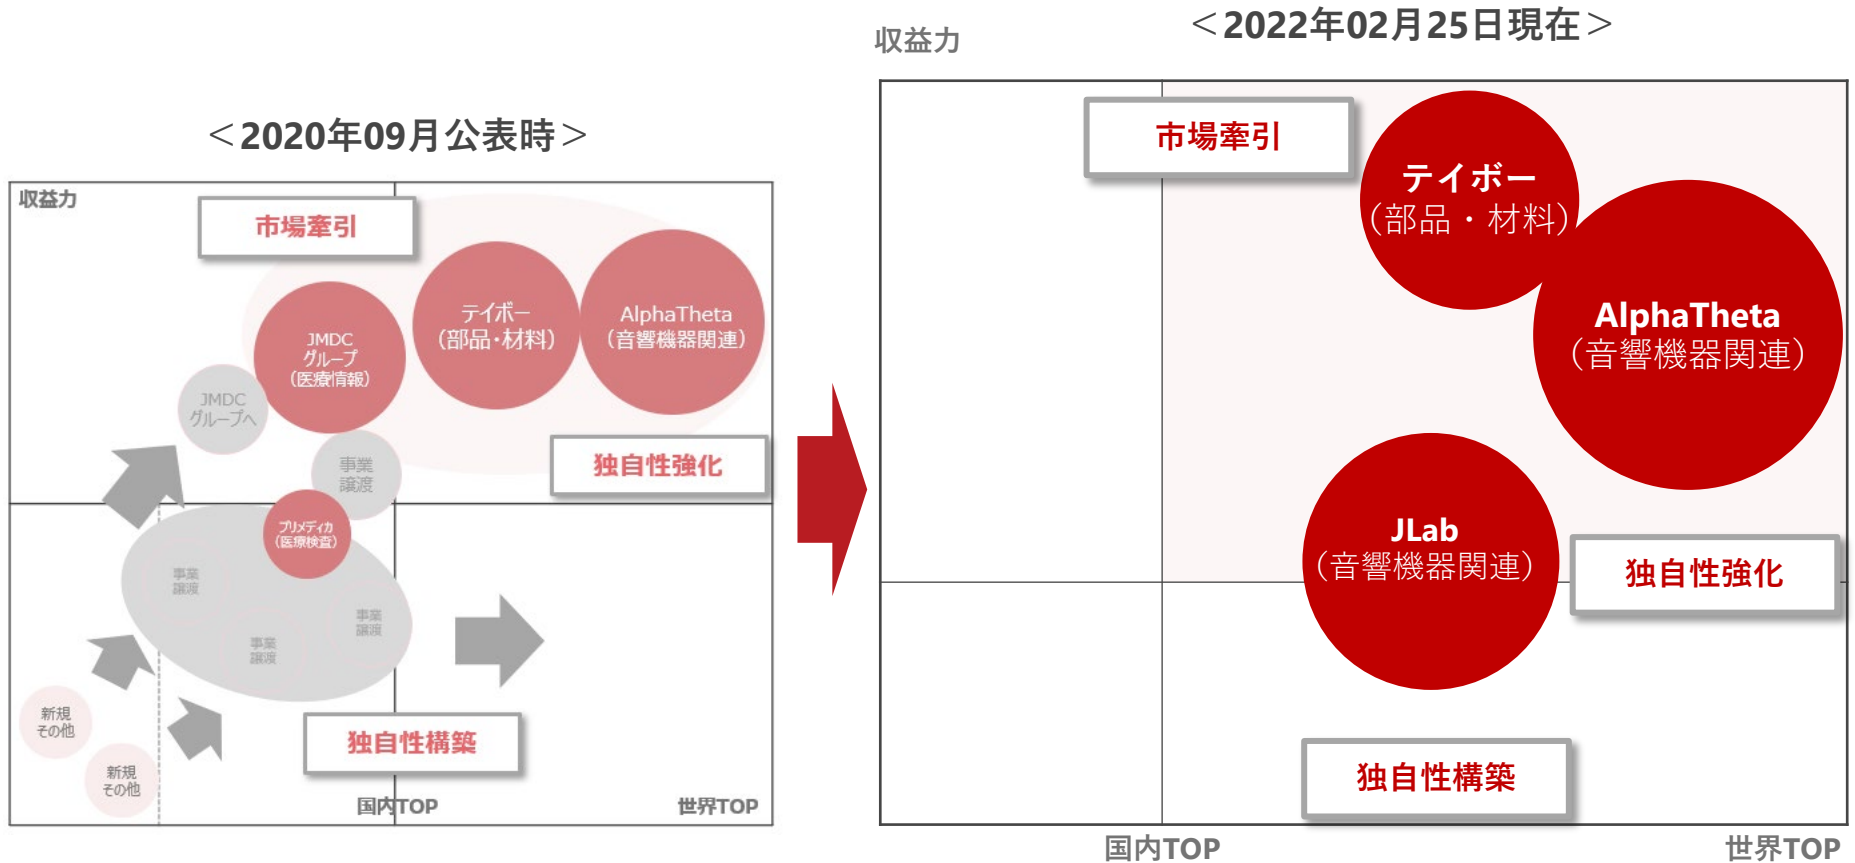 ＜2020年09月公表時＞
収益力
市場牽引
テイボー
（部品・材料）
AlphaTheta
（音響機器関連）
JMDC
グループ
（医療情報）
JMDC
グループへ
事業
譲渡
独自性強化
プリメディカ
（医療検査）
事業
譲渡
事業
譲渡
事業
譲渡
新規
その他
新規
その他
独自性構築
国内TOP
世界TOP
＜2022年02月25日現在＞
収益力
市場牽引
テイボー
（部品・材料）
AlphaTheta
（音響機器関連）
JLab
（音響機器関連）
独自性強化
独自性構築
国内TOP
世界TOP